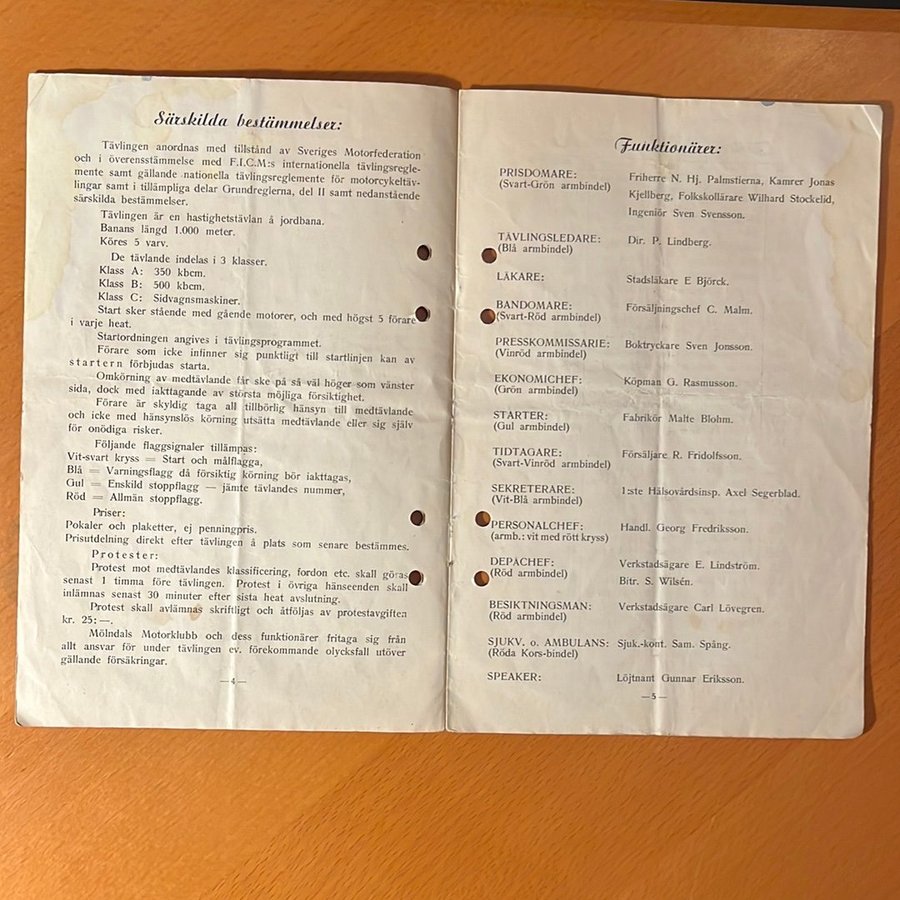 Särskilda bestämmelser:
Tävlingen anordnas med tillstånd av Sveriges Motorfederation
och i överensstämmelse med F.I.C.M:s internationella tävlingsregle-
mente samt gällande nationella tävlingsreglemente för motorcykeltäv-
lingar samt i tillämpliga delar Grundreglerna, del II samt nedanstående
särskilda bestämmelser.
Tävlingen är en hastighetstävlan å jordbana.
Banans längd 1.000 meter.
Köres 5 varv.
De tävlande indelas i 3 klasser.
Klass A: 350 kbcm.
Klass B: 500 kbcm.
Klass C: Sidvagnsmaskiner.
Start sker stående med gående motorer, och med högst 5 förare
i varje heat.
Startordningen angives i tävlingsprogrammet.
Förare som icke infinner sig punktligt till startlinjen kan av
startern förbjudas starta.
Omkörning av medtävlande får ske på så väl höger som vänster
sida, dock med iakttagande av största möjliga försiktighet.
Förare är skyldig taga all tillbörlig hänsyn till medtävlande
och icke med hänsynslös körning utsätta medtävlande eller sig själv
för onödiga risker.
Följande flaggsignaler tillämpas:
Vit-svart kryss = Start och målflagga,
Blå = Varningsflagg då försiktig körning bör iakttagas,
Gul = Enskild stoppflagg — jämte tävlandes nummer,
Röd = Allmän stoppflagg.
Priser:
Pokaler och plaketter, ej penningpris.
Prisutdelning direkt efter tävlingen å plats som senare bestämmes.
Protester:
Protest mot medtävlandes klassificering, fordon etc. skall göras
senast 1 timma före tävlingen. Protest i övriga hänseenden skall
inlämnas senast 30 minuter efter sista heat avslutning.
Protest skall avlämnas skriftligt och åtföljas av protestavgiften
kr. 25:—.
Mölndals Motorklubb och dess funktionärer fritaga sig från
allt ansvar för under tävlingen ev. förekommande olycksfall utöver
gällande försäkringar.
—4—
Funktionärer:
PRISDOMARE: Friherre N. Hj. Palmstierna, Kamrer Jonas
(Svart-Grön armbindel) Kjellberg, Folkskollärare Wilhard Stockelid,
Ingeniör Sven Svensson.
TÄVLINGSLEDARE: Dir. P. Lindberg.
(Blå armbindel)
LÄKARE: Stadsläkare E Björck.
BANDOMARE: Försäljningschef C. Malm.
(Svart-Röd armbindel)
PRESSKOMMISSARIE: Boktryckare Sven Jonsson.
(Vinröd armbindel)
EKONOMICHEF: Köpman G. Rasmusson.
(Grön armbindel)
STARTER: Fabrikör Malte Blohm.
(Gul armbindel)
TIDTAGARE: Försäljare R. Fridolfsson.
(Svart-Vinröd armbindel)
SEKRETERARE: 1:ste Hälsovårdsinsp. Axel Segerblad.
(Vit-Blå armbindel)
PERSONALCHEF: Handl. Georg Fredriksson.
(armb.: vit med rött kryss)
DEPÅCHEF: Verkstadsägare E. Lindström.
(Röd armbindel) Bitr. S. Wilsén.
BESIKTNINGSMAN: Verkstadsägare Carl Lövegren.
(Röd armbindel)
SJUKV. o. AMBULANS: Sjuk.-kont. Sam. Spång.
(Röda Kors-bindel)
SPEAKER: Löjtnant Gunnar Eriksson.
—5—